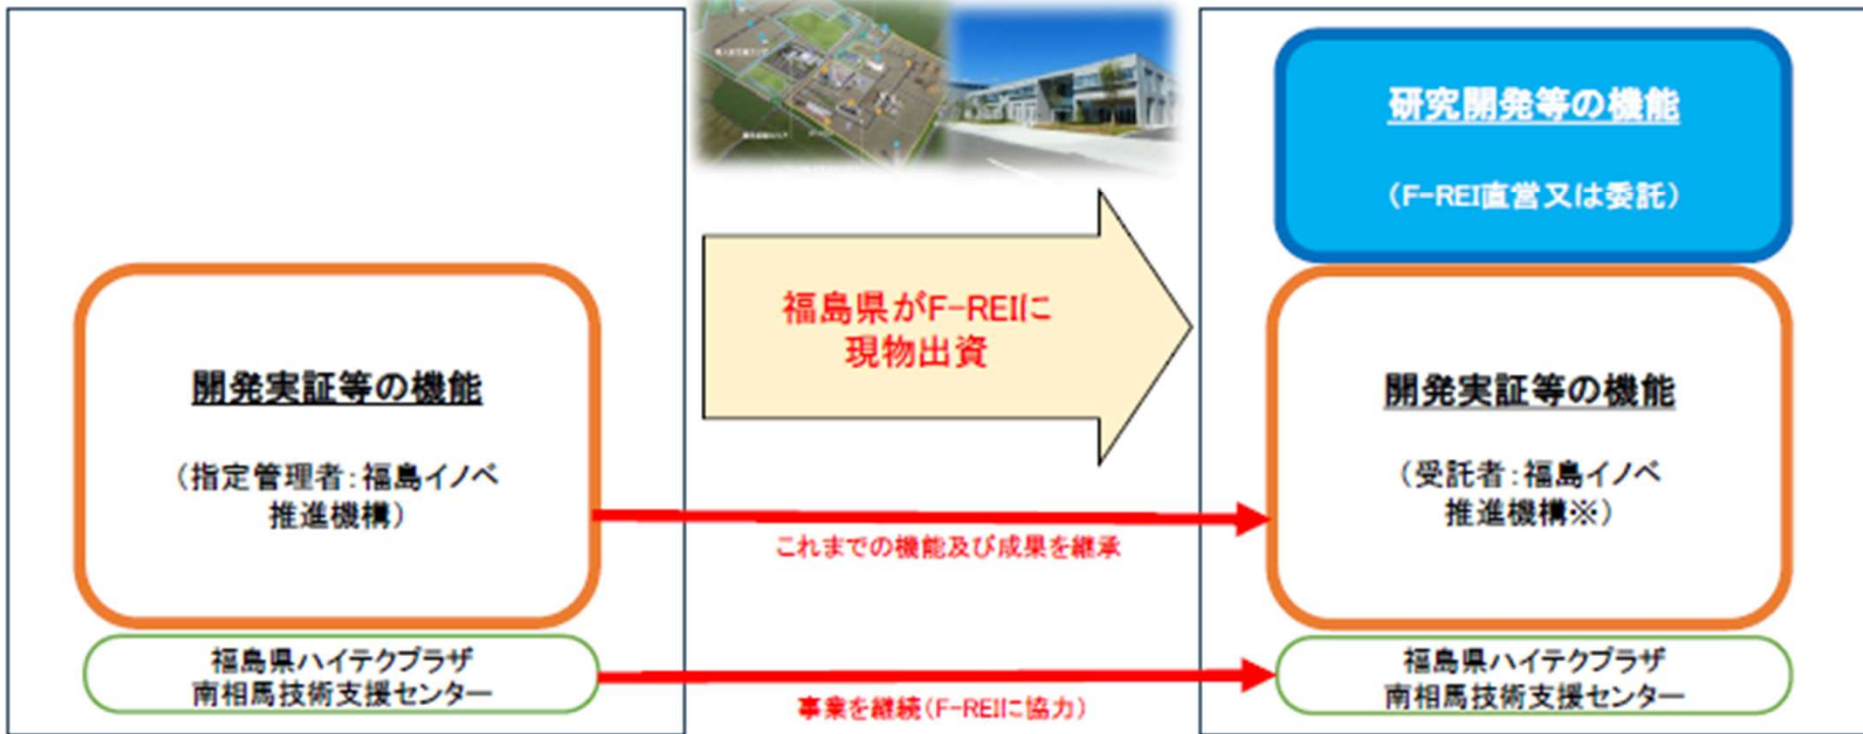 開発実証等の機能
（指定管理者：福島イノベ
推進機構）
福島県ハイテクプラザ
南相馬技術支援センター
福島県がF-REIに
現物出資
これまでの機能及び成果を継承
事業を継続（F-REIに協力）
研究開発等の機能
（F-REI直営又は委託）
開発実証等の機能
（受託者：福島イノベ
推進機構※）
福島県ハイテクプラザ
南相馬技術支援センター